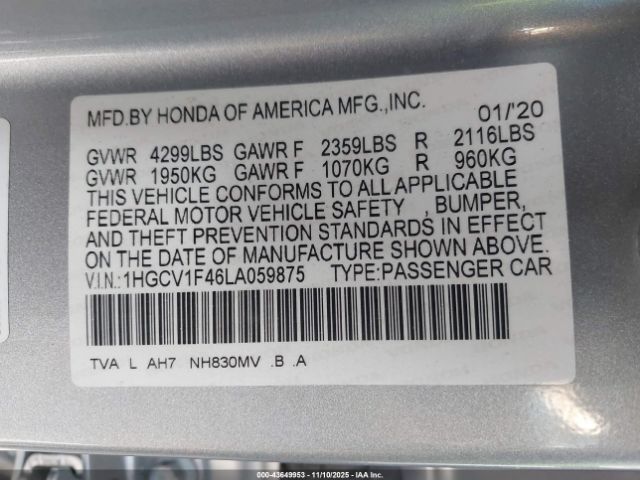 MFD.BY HONDA OF AMERICA MFG.,INC. 01/'20
GVWR 4299LBS GAWR F 2359LBS R 2116LBS
GVWR 1950KG GAWR F 1070KG R 960KG
THIS VEHICLE CONFORMS TO ALL APPLICABLE
FEDERAL MOTOR VEHICLE SAFETY , BUMPER,
AND THEFT PREVENTION STANDARDS IN EFFECT
ON THE DATE OF MANUFACTURE SHOWN ABOVE.
V.I.N.:1HGCV1F46LA059875 TYPE:PASSENGER CAR
TVA L AH7 NH830MV .B .A
000-43649953 - 11/10/2025 - IAA Inc.